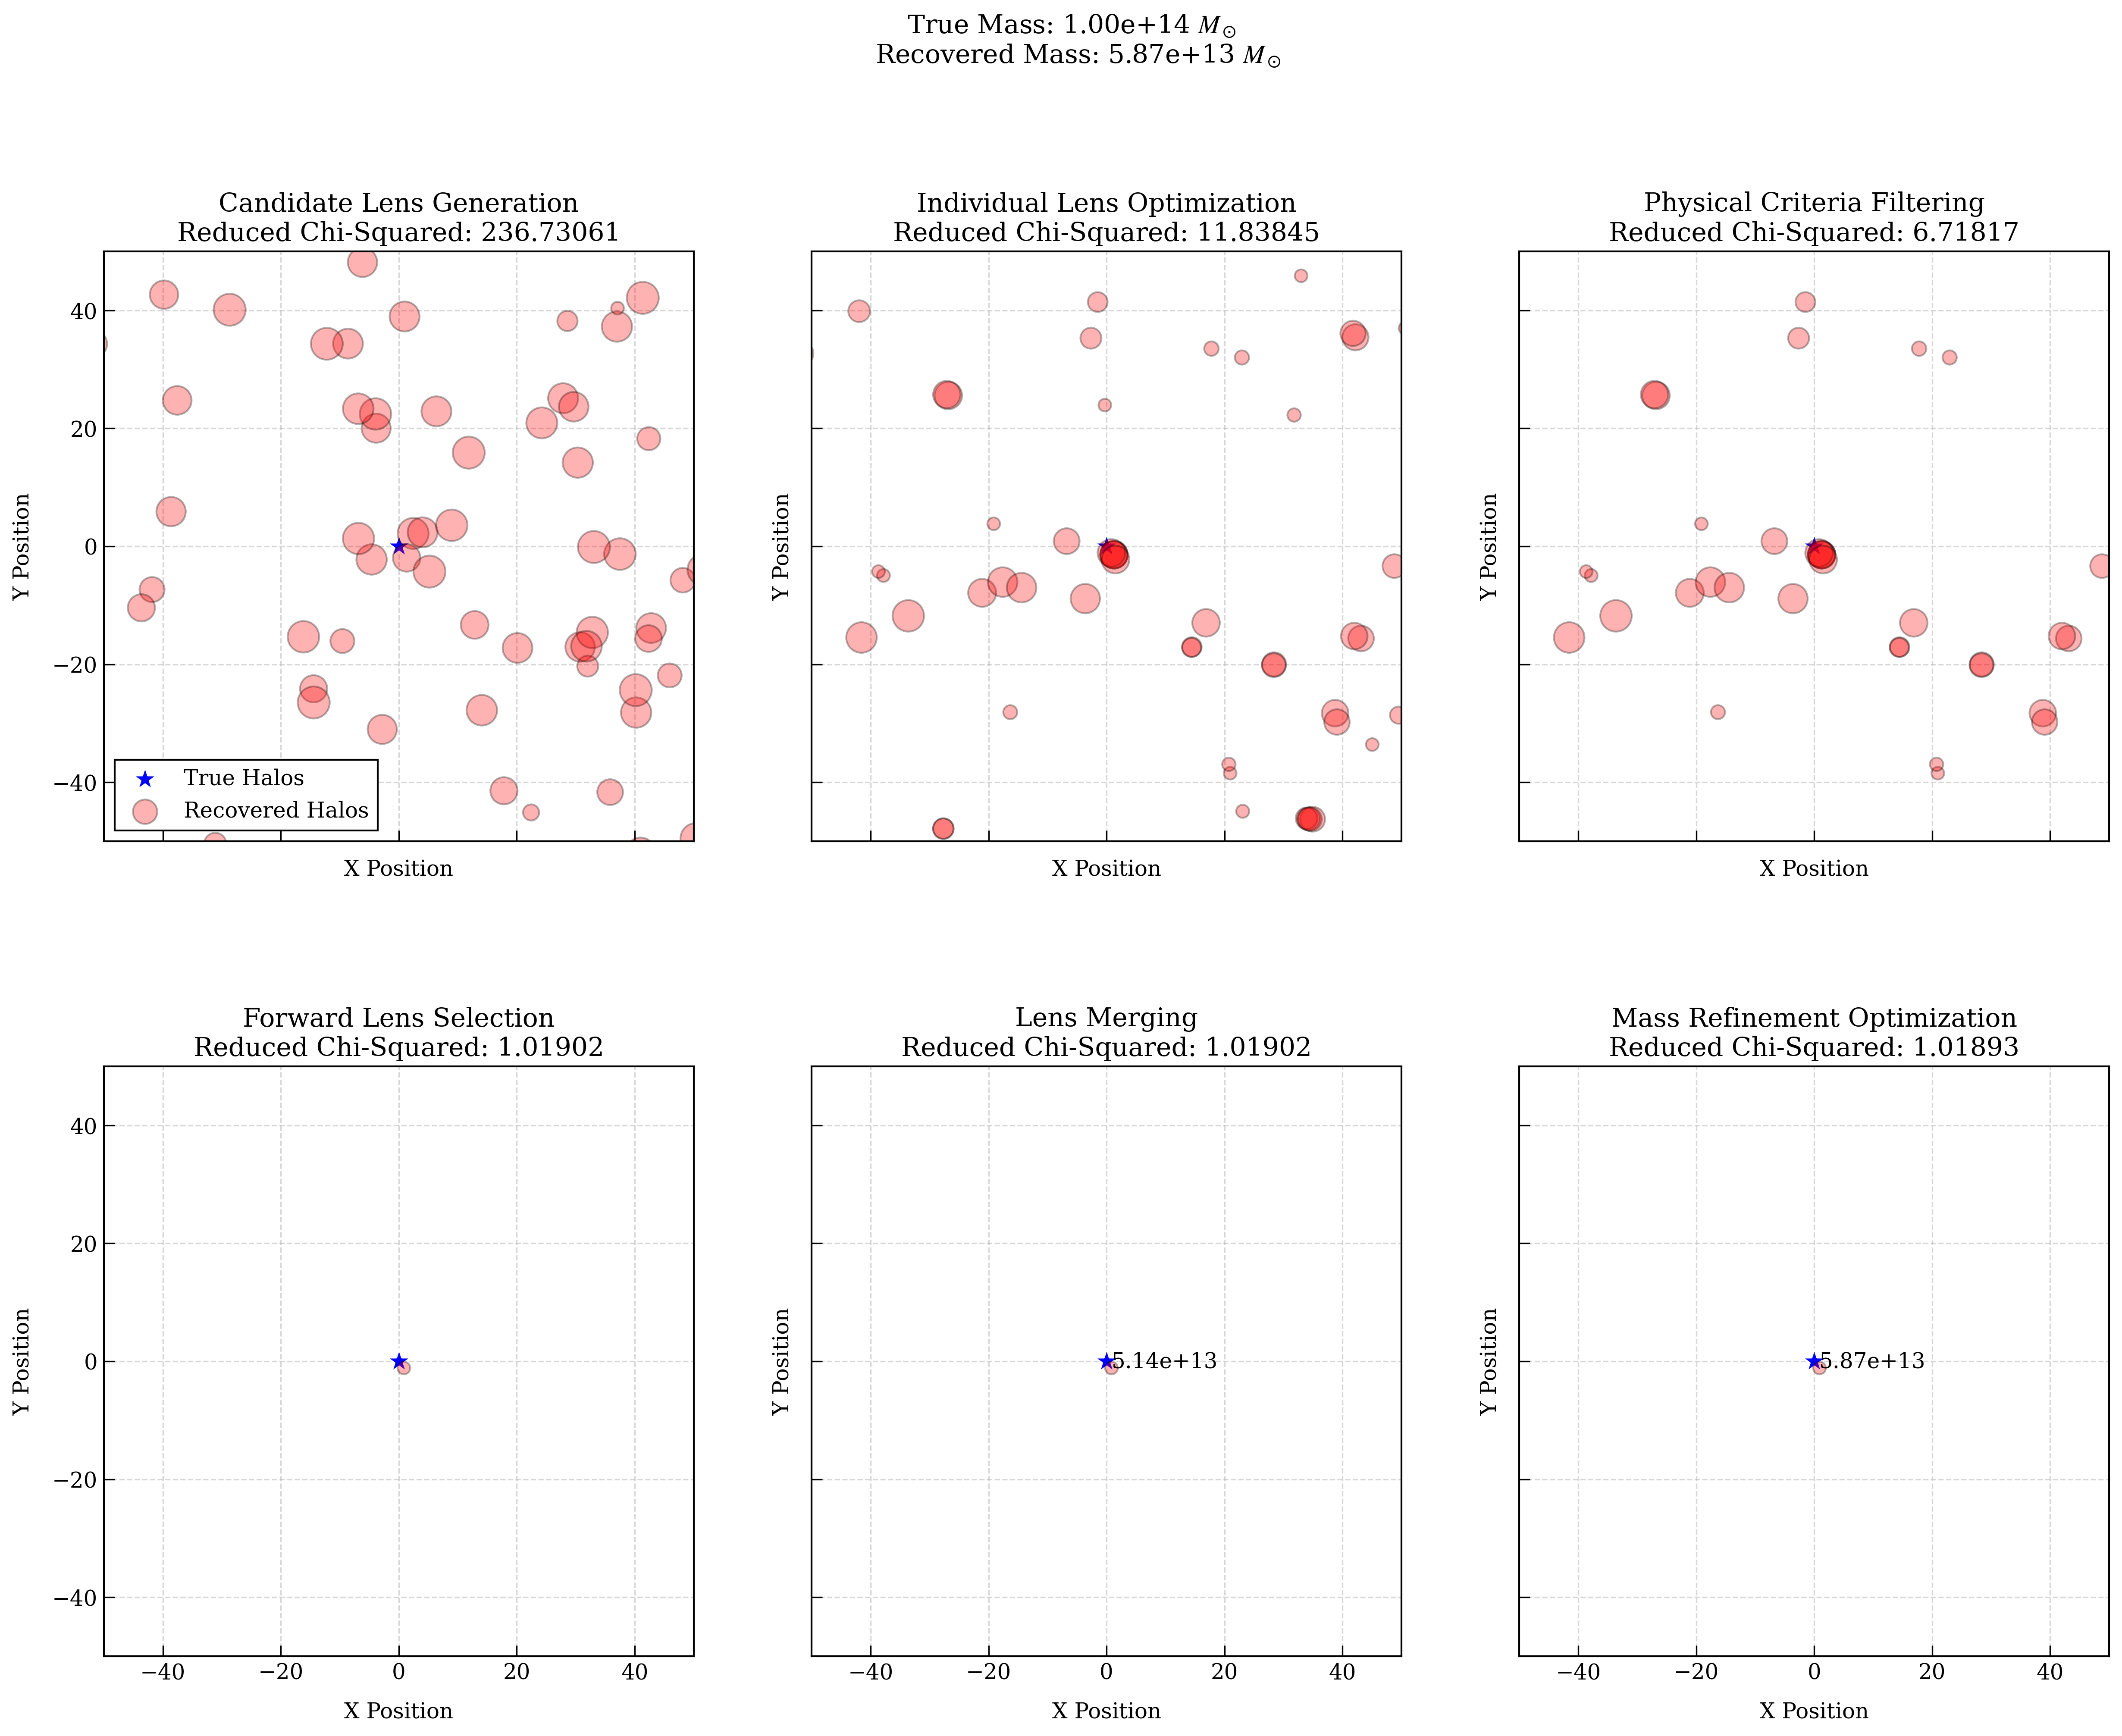 True Mass: 1.00e+14 M⊙
Recovered Mass: 5.87e+13 M⊙
Candidate Lens Generation
Reduced Chi-Squared: 236.73061
Individual Lens Optimization
Reduced Chi-Squared: 11.83845
Physical Criteria Filtering
Reduced Chi-Squared: 6.71817
Y Position
40
20
0
−20
−40
True Halos
Recovered Halos
X Position
Y Position
X Position
Y Position
X Position
Forward Lens Selection
Reduced Chi-Squared: 1.01902
Lens Merging
Reduced Chi-Squared: 1.01902
Mass Refinement Optimization
Reduced Chi-Squared: 1.01893
Y Position
40
20
0
−20
−40
−40 −20 0 20 40
X Position
Y Position
5.14e+13
−40 −20 0 20 40
X Position
Y Position
5.87e+13
−40 −20 0 20 40
X Position